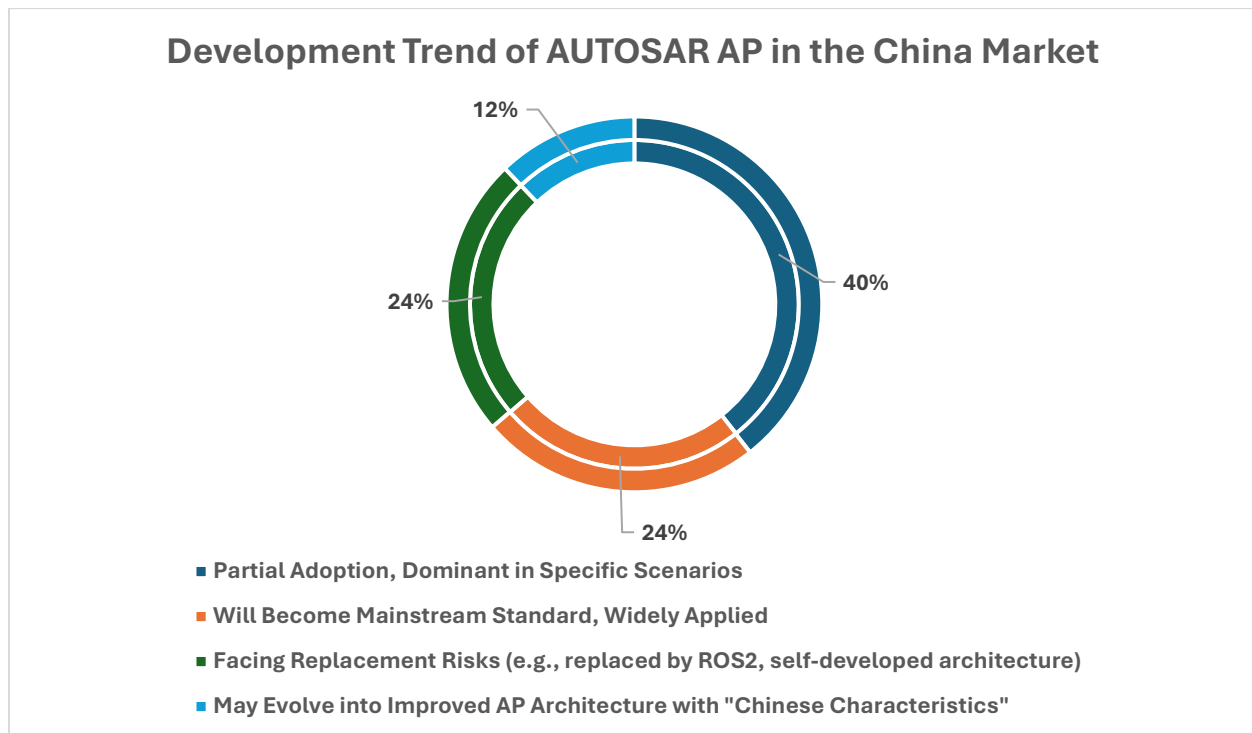 Development Trend of AUTOSAR AP in the China Market
12%
40%
24%
24%
Partial Adoption, Dominant in Specific Scenarios
Will Become Mainstream Standard, Widely Applied
Facing Replacement Risks (e.g., replaced by ROS2, self-developed architecture)
May Evolve into Improved AP Architecture with "Chinese Characteristics"